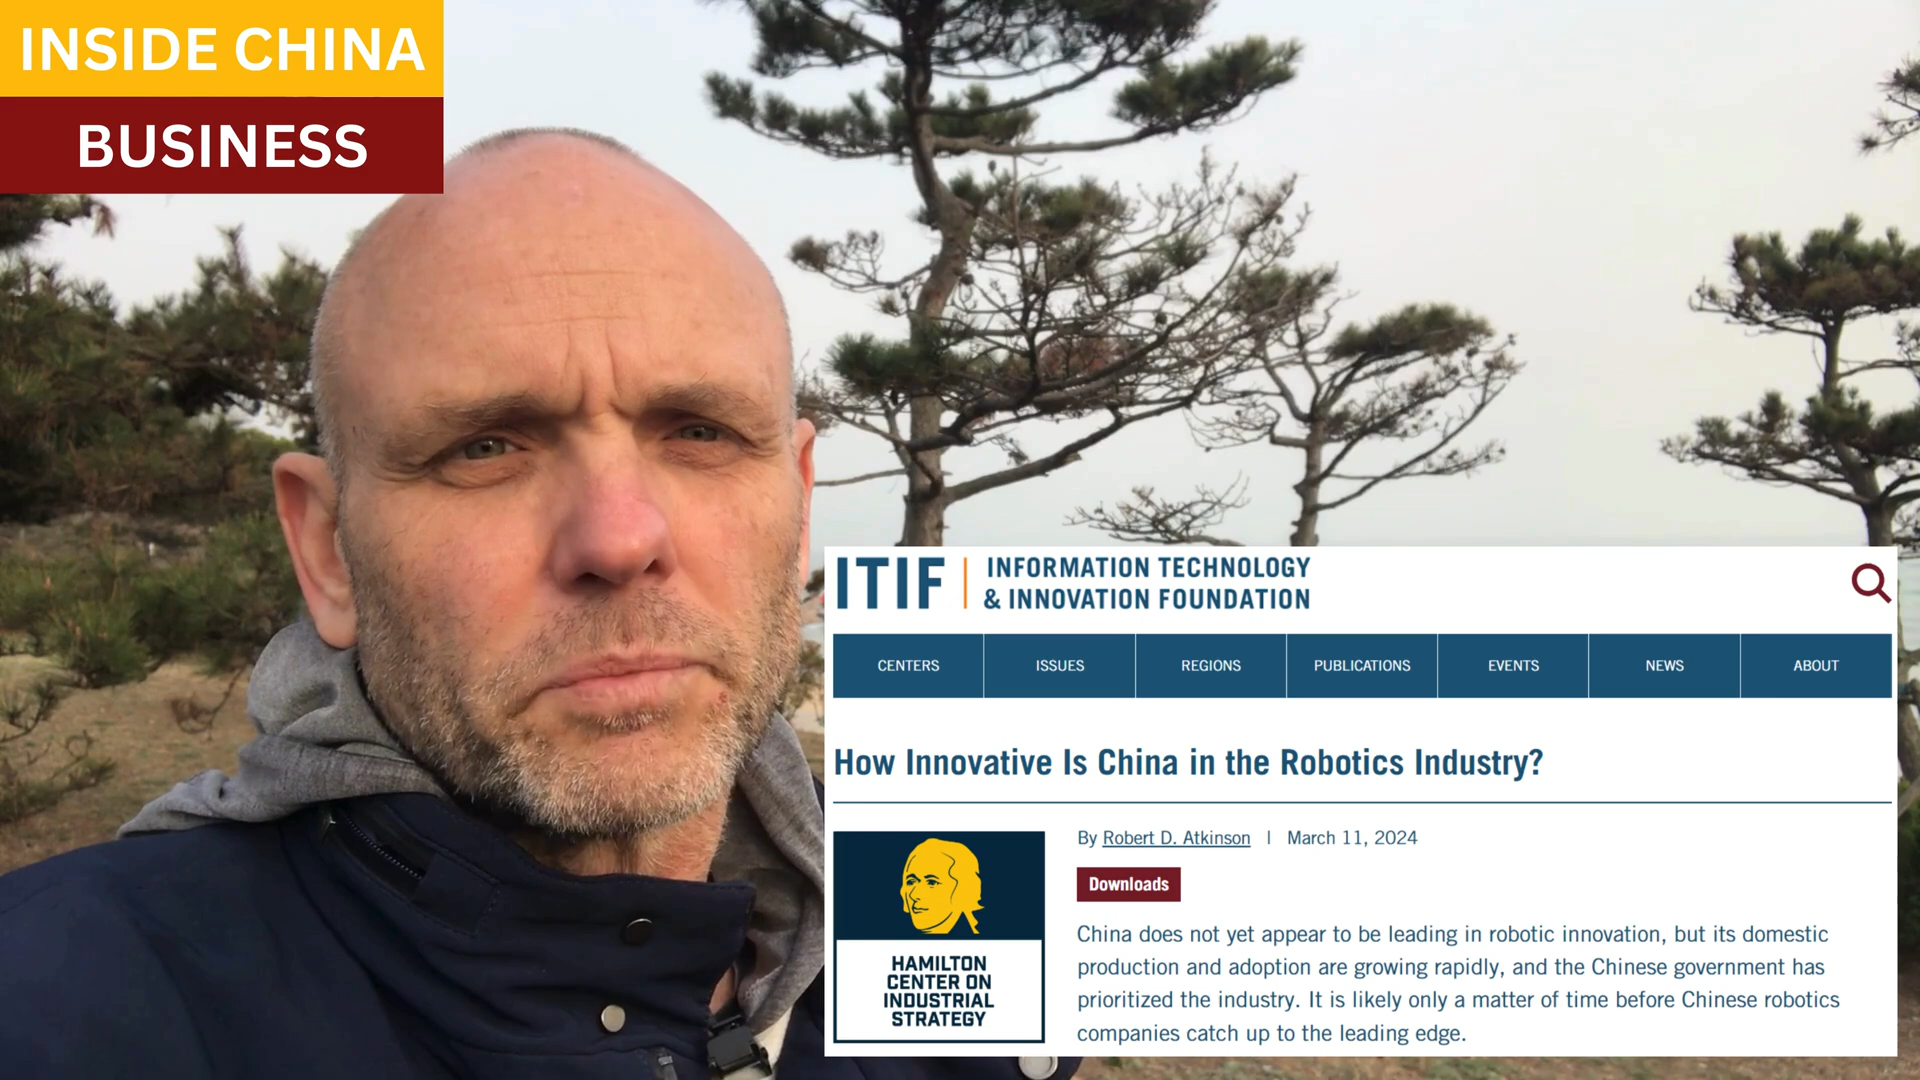 INSIDE CHINA
BUSINESS
ITIF | INFORMATION TECHNOLOGY
& INNOVATION FOUNDATION
CENTERS
ISSUES
REGIONS
PUBLICATIONS
EVENTS
NEWS
ABOUT
How Innovative Is China in the Robotics Industry?
By Robert D. Atkinson | March 11, 2024
Downloads
China does not yet appear to be leading in robotic innovation, but its domestic
production and adoption are growing rapidly, and the Chinese government has
prioritized the industry. It is likely only a matter of time before Chinese robotics
companies catch up to the leading edge.
HAMILTON
CENTER ON
INDUSTRIAL
STRATEGY